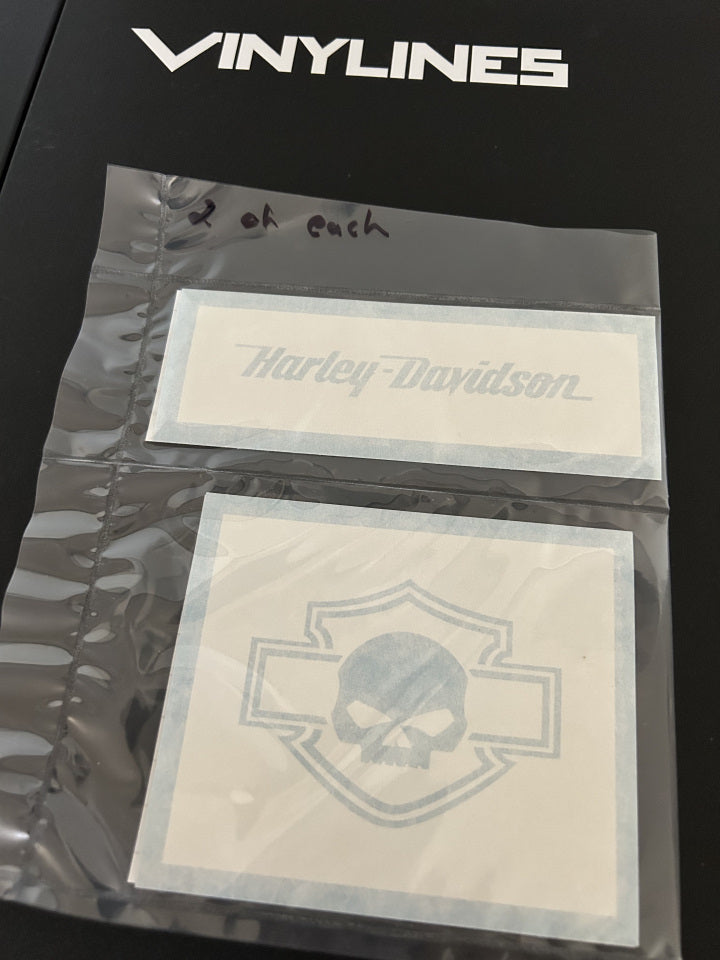 VINYLINES
2 of each
Harley-Davidson